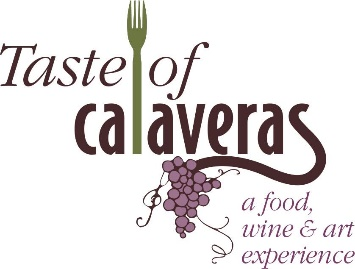 Taste of
calaveras
a food,
wine & art
experience